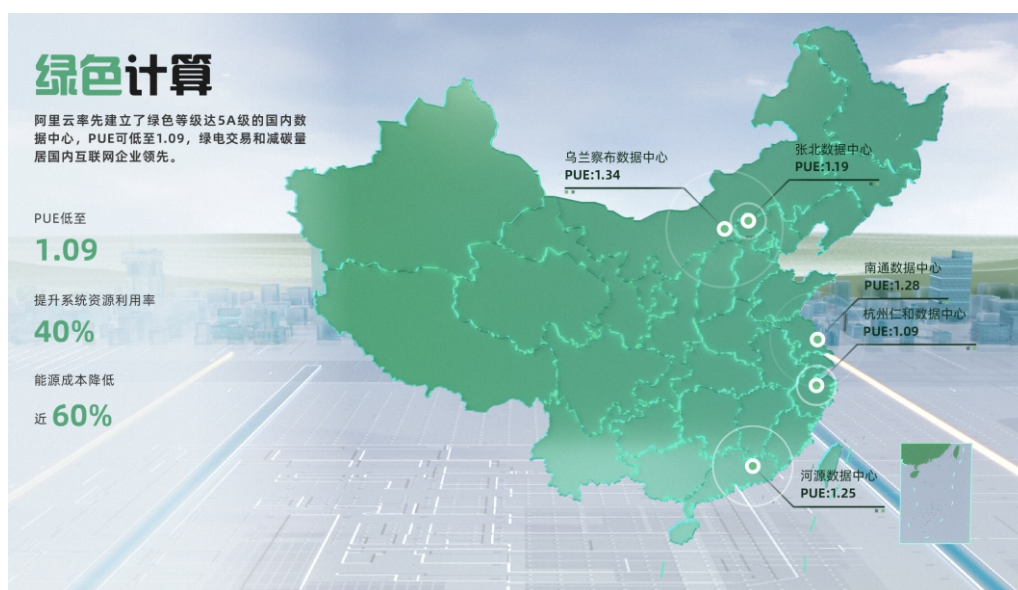 绿色计算
阿里云率先建立了绿色等级达5A级的国内数
据中心，PUE可低至1.09，绿电交易和减碳量
居国内互联网企业领先。
PUE低至
1.09
提升系统资源利用率
40%
能源成本降低
近 60%
乌兰察布数据中心
PUE:1.34
张北数据中心
PUE:1.19
南通数据中心
PUE:1.28
杭州仁和数据中心
PUE:1.09
河源数据中心
PUE:1.25